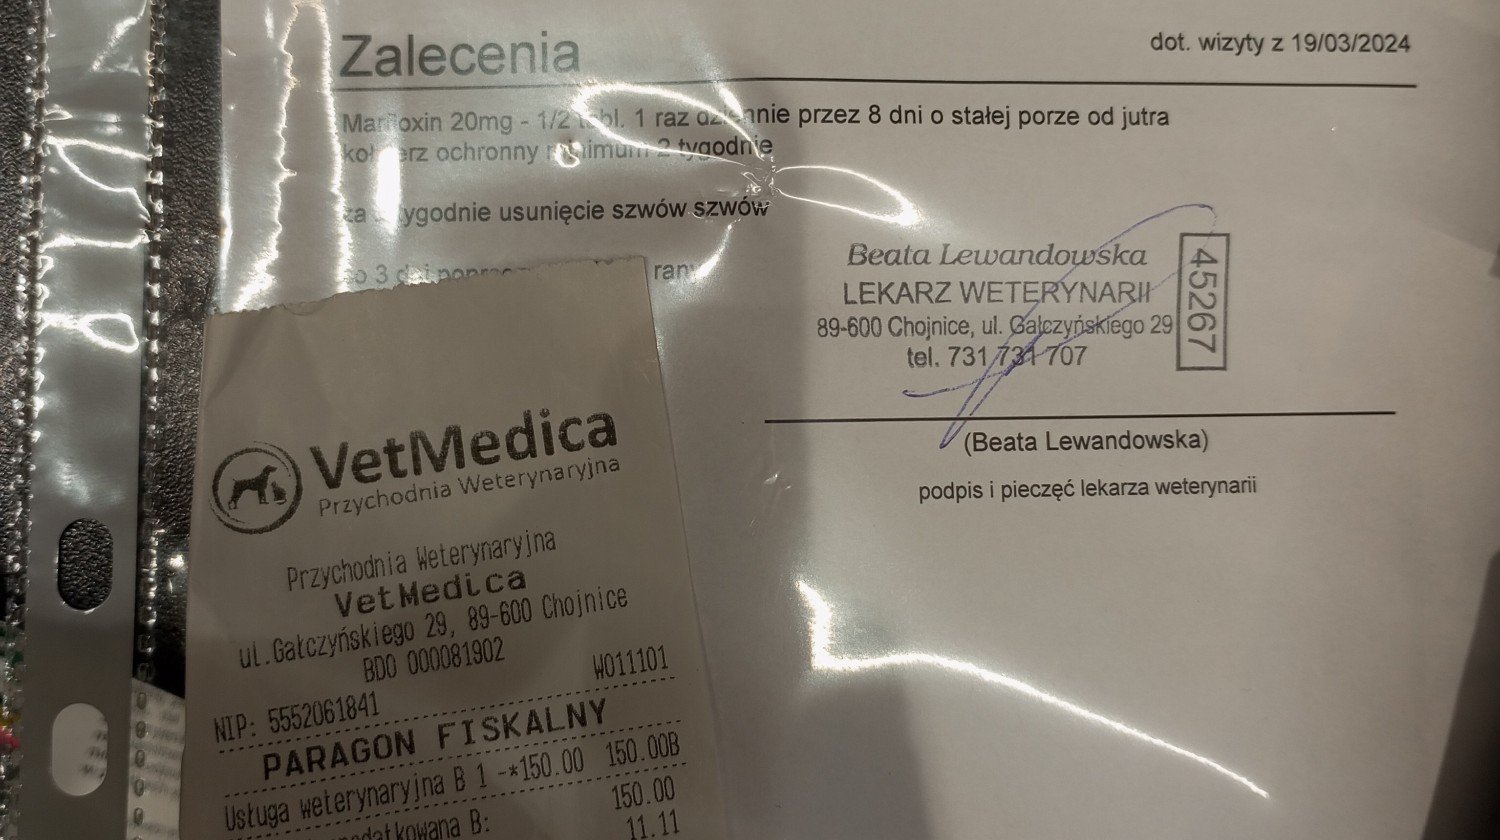 Zalecenia
dot. wizyty z 19/03/2024
20mg - 1/2 tabl. 1 raz dziennie przez 8 dni o stałej porze od jutra
ochronny minimum 2 tygodnie
tygodnie usunięcie szwów szwów
3 dni
Beata Lewandowska
LEKARZ WETERYNARII
89-600 Chojnice, ul. Gałczyńskiego 29
tel. 731 731 707
45267
(Beata Lewandowska)
podpis i pieczęć lekarza weterynarii
VetMedica
Przychodnia Weterynaryjna
Przychodnia Weterynaryjna
VetMedica
ul.Gałczyńskiego 29, 89-600 Chojnice
BDO 000081902
NIP: 5552061841
W011101
PARAGON FISKALNY
Usługa weterynaryjna B 1 -*150.00 150.00B
150.00
B:
11.11